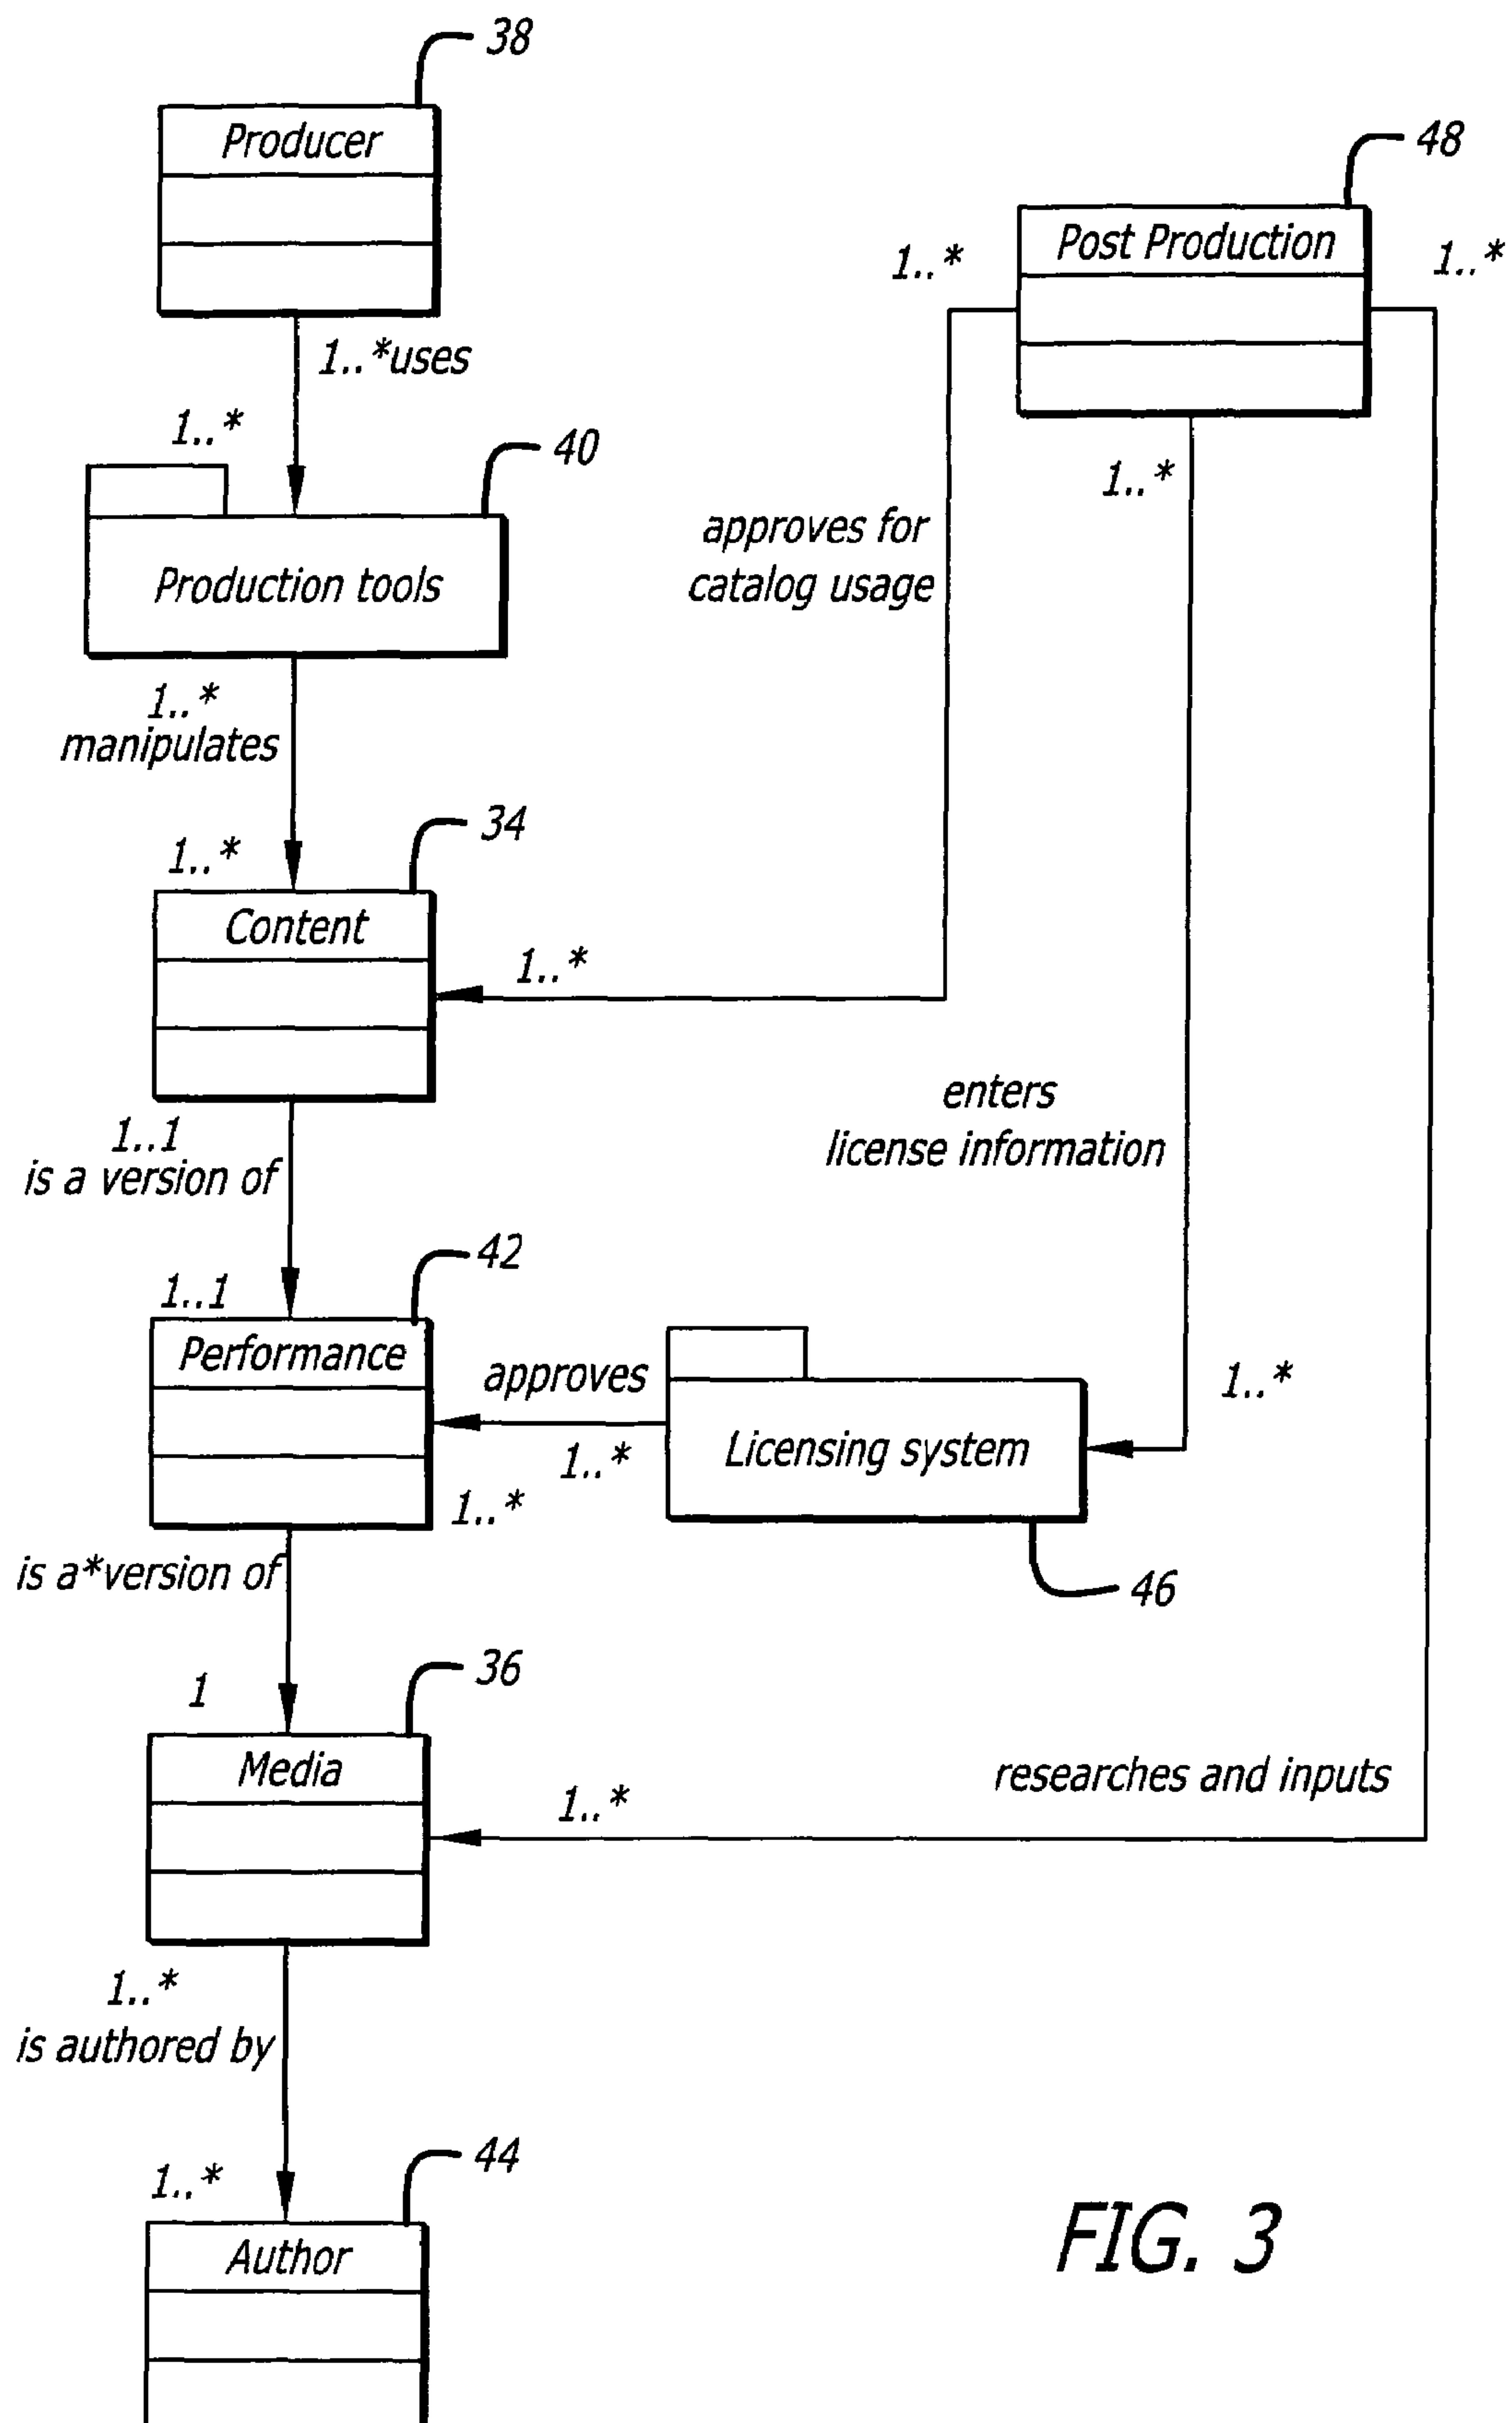 38
Producer
48
Post Production
1..*
1..*
1..*uses
1..*
40
1..*
Production tools
approves for
catalog usage
1..*
manipulates
34
1..*
Content
1..*
enters
license information
1..1
is a version of
42
1..1
Performance
approves
1..*
1..*
Licensing system
1..*
is a*version of
46
36
1
Media
researches and inputs
1..*
1..*
is authored by
44
1..*
Author
FIG. 3